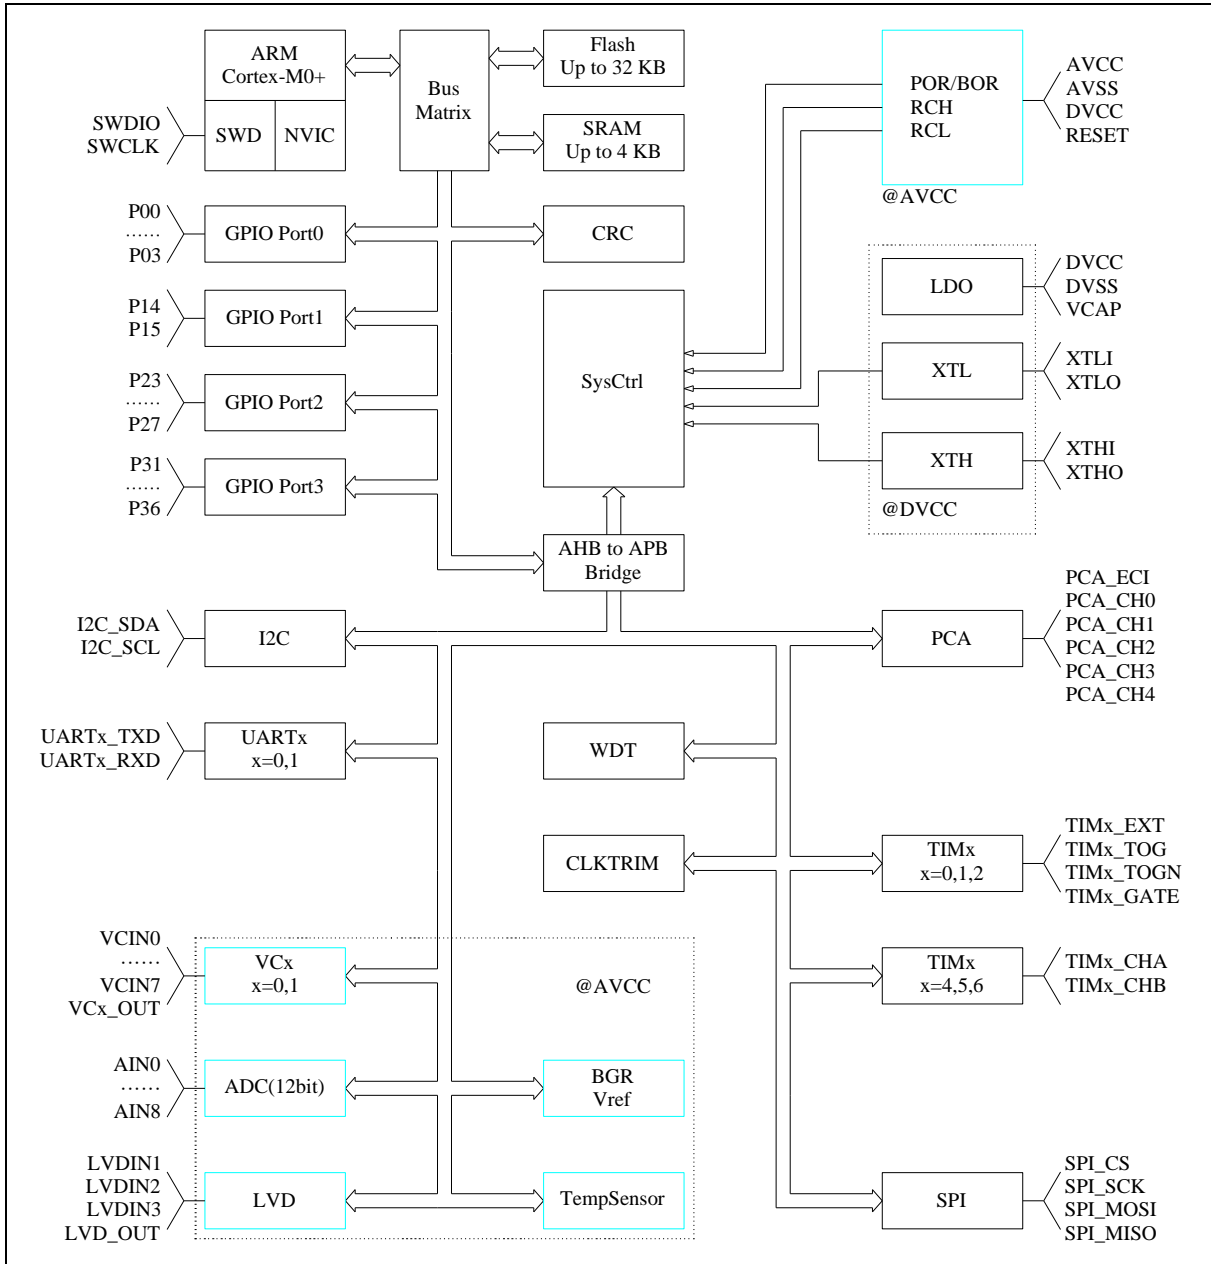 ARM
Cortex-M0+
SWD
NVIC
SWDIO
SWCLK
Bus
Matrix
Flash
Up to 32 KB
SRAM
Up to 4 KB
POR/BOR
RCH
RCL
@AVCC
AVCC
AVSS
DVCC
RESET
P00
......
P03
GPIO Port0
CRC
P14
P15
GPIO Port1
P23
......
P27
GPIO Port2
P31
......
P36
GPIO Port3
SysCtrl
LDO
DVCC
DVSS
VCAP
XTL
XTLI
XTLO
XTH
XTHI
XTHO
@DVCC
AHB to APB
Bridge
I2C_SDA
I2C_SCL
I2C
PCA
PCA_ECI
PCA_CH0
PCA_CH1
PCA_CH2
PCA_CH3
PCA_CH4
UARTx_TXD
UARTx_RXD
UARTx
x=0,1
WDT
CLKTRIM
TIMx
x=0,1,2
TIMx_EXT
TIMx_TOG
TIMx_TOGN
TIMx_GATE
VCIN0
......
VCIN7
VCx_OUT
VCx
x=0,1
@AVCC
TIMx
x=4,5,6
TIMx_CHA
TIMx_CHB
AIN0
......
AIN8
ADC(12bit)
BGR
Vref
LVDIN1
LVDIN2
LVDIN3
LVD_OUT
LVD
TempSensor
SPI
SPI_CS
SPI_SCK
SPI_MOSI
SPI_MISO